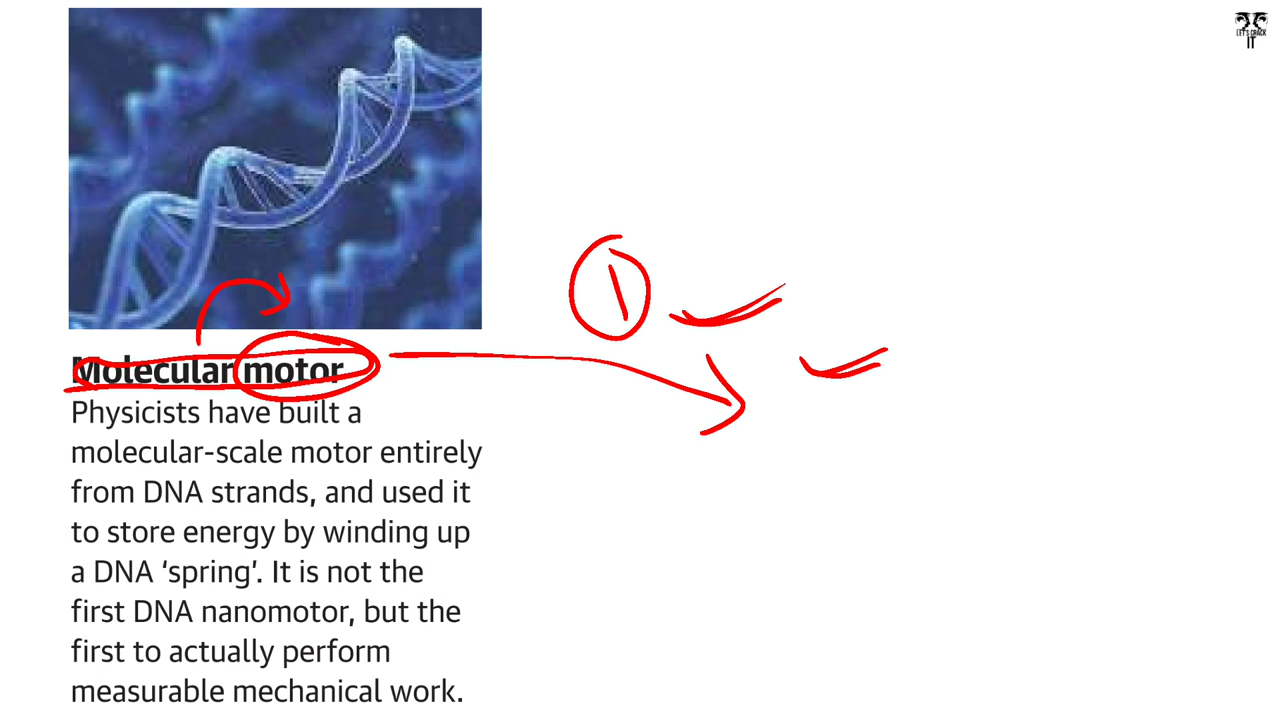 LET'S CRACK
IT
1
Molecular motor
Physicists have built a
molecular-scale motor entirely
from DNA strands, and used it
to store energy by winding up
a DNA ‘spring’. It is not the
first DNA nanomotor, but the
first to actually perform
measurable mechanical work.